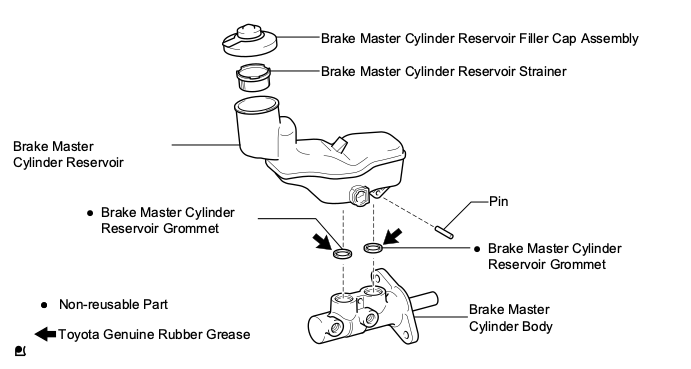 Brake Master Cylinder Reservoir Filler Cap Assembly
Brake Master Cylinder Reservoir Strainer
Brake Master
Cylinder Reservoir
Pin
● Brake Master Cylinder
Reservoir Grommet
● Brake Master Cylinder
Reservoir Grommet
● Non-reusable Part
Brake Master
Cylinder Body
Toyota Genuine Rubber Grease